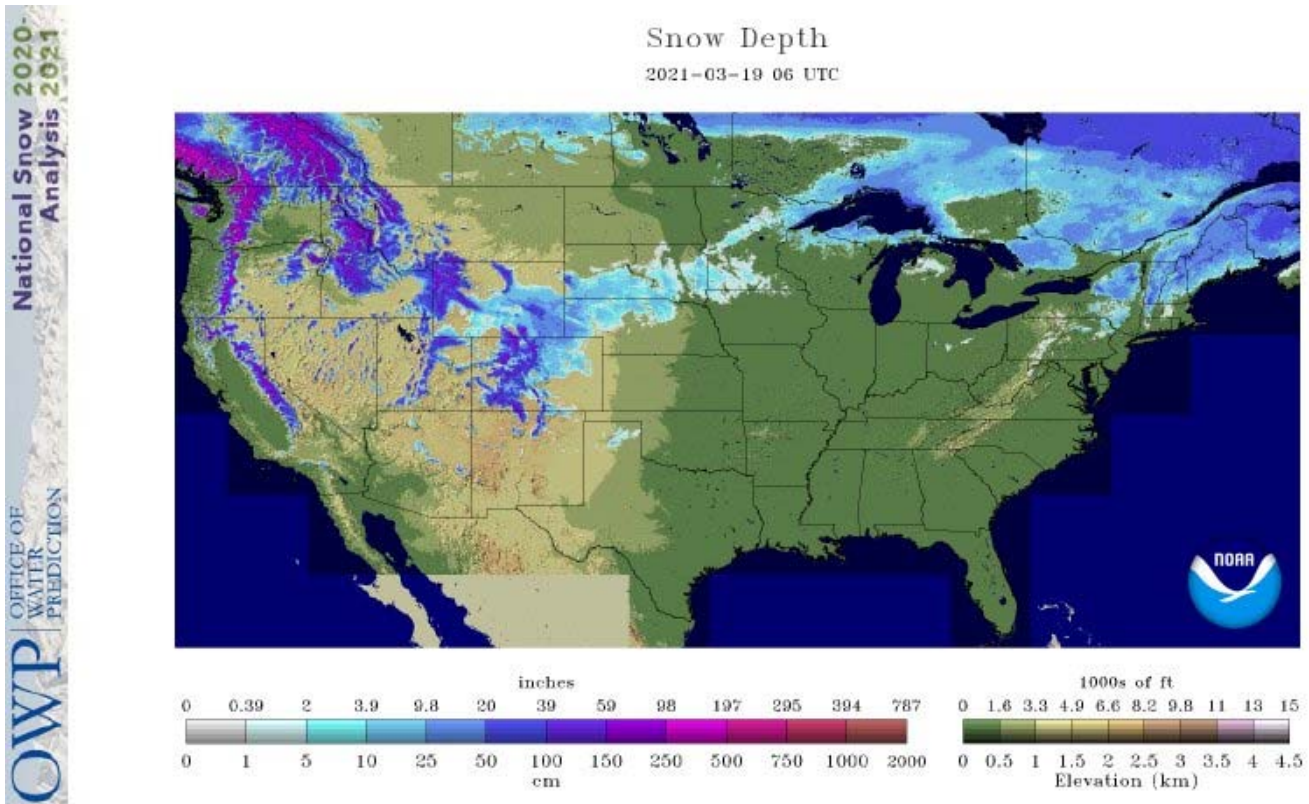 National Snow 2020-
Analysis 2021
OWP
OFFICE OF
WATER
PREDICTION
Snow Depth
2021-03-19 06 UTC
NOAA
inches
0 0.39 2 3.9 9.8 20 39 59 98 197 295 394 787
0 1 5 10 25 50 100 150 250 500 750 1000 2000
cm
1000s of ft
0 1.6 3.3 4.9 6.6 8.2 9.8 11 13 15
0 0.5 1 1.5 2 2.5 3 3.5 4 4.5
Elevation (km)